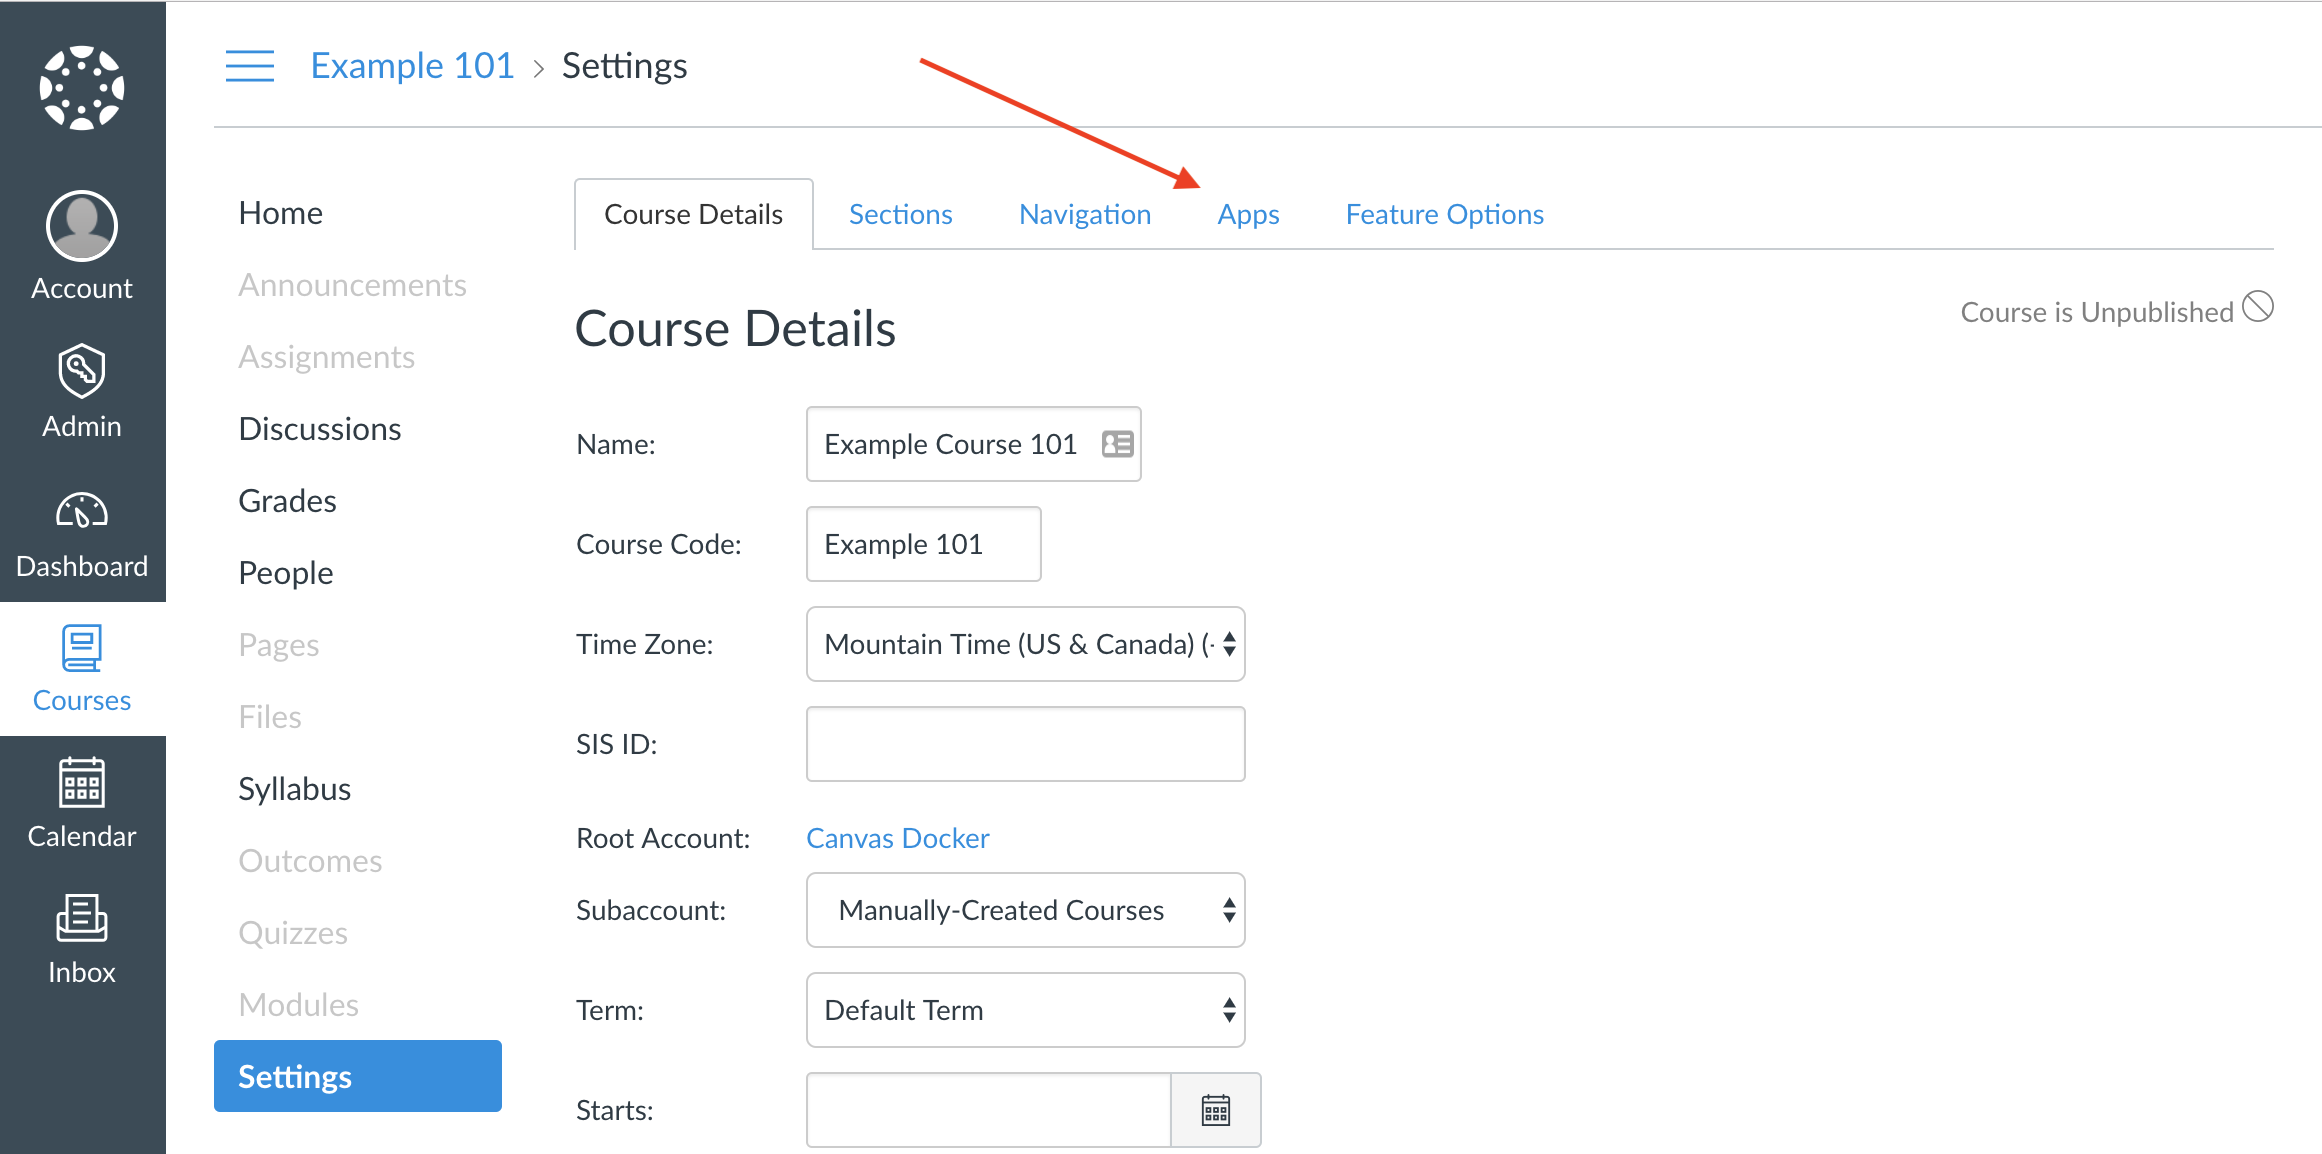 Example 101 > Settings
Account
Admin
Dashboard
Courses
Calendar
Inbox
Home
Announcements
Assignments
Discussions
Grades
People
Pages
Files
Syllabus
Outcomes
Quizzes
Modules
Settings
Course Details Sections Navigation Apps Feature Options
Course Details
Course is Unpublished
Name: Example Course 101
Course Code: Example 101
Time Zone: Mountain Time (US & Canada) (-
SIS ID:
Root Account: Canvas Docker
Subaccount: Manually-Created Courses
Term: Default Term
Starts: